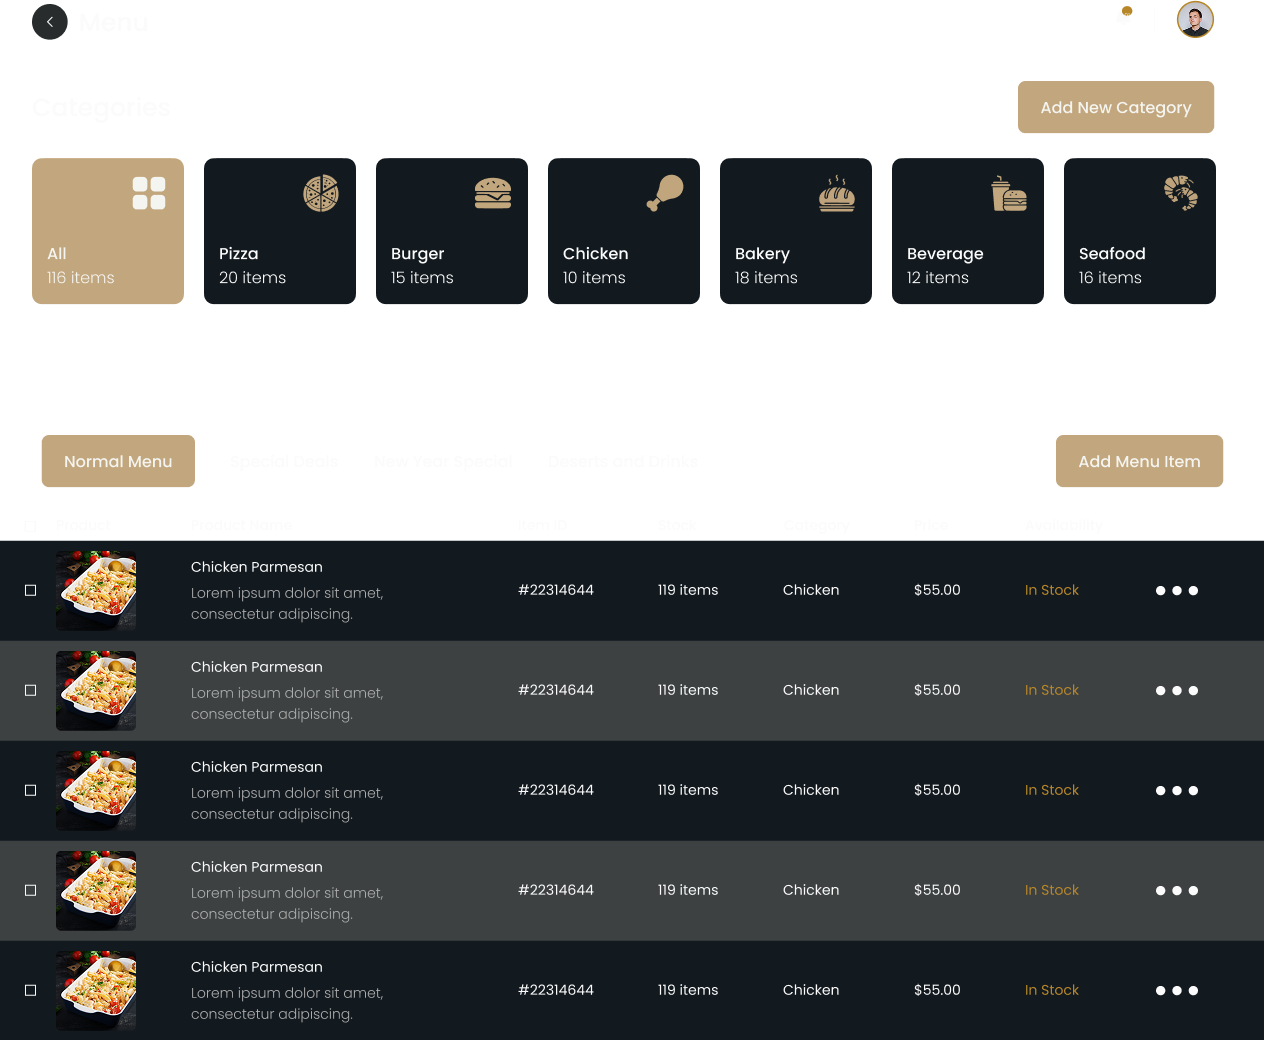 Menu
Categories
Add New Category
All
116 items
Pizza
20 items
Burger
15 items
Chicken
10 items
Bakery
18 items
Beverage
12 items
Seafood
16 items
Normal Menu
Special Deals
New Year Special
Deserts and Drinks
Add Menu Item
Product
Product Name
Item ID
Stock
Category
Price
Availability
Chicken Parmesan
Lorem ipsum dolor sit amet,
consectetur adipiscing.
#22314644
119 items
Chicken
$55.00
In Stock
Chicken Parmesan
Lorem ipsum dolor sit amet,
consectetur adipiscing.
#22314644
119 items
Chicken
$55.00
In Stock
Chicken Parmesan
Lorem ipsum dolor sit amet,
consectetur adipiscing.
#22314644
119 items
Chicken
$55.00
In Stock
Chicken Parmesan
Lorem ipsum dolor sit amet,
consectetur adipiscing.
#22314644
119 items
Chicken
$55.00
In Stock
Chicken Parmesan
Lorem ipsum dolor sit amet,
consectetur adipiscing.
#22314644
119 items
Chicken
$55.00
In Stock